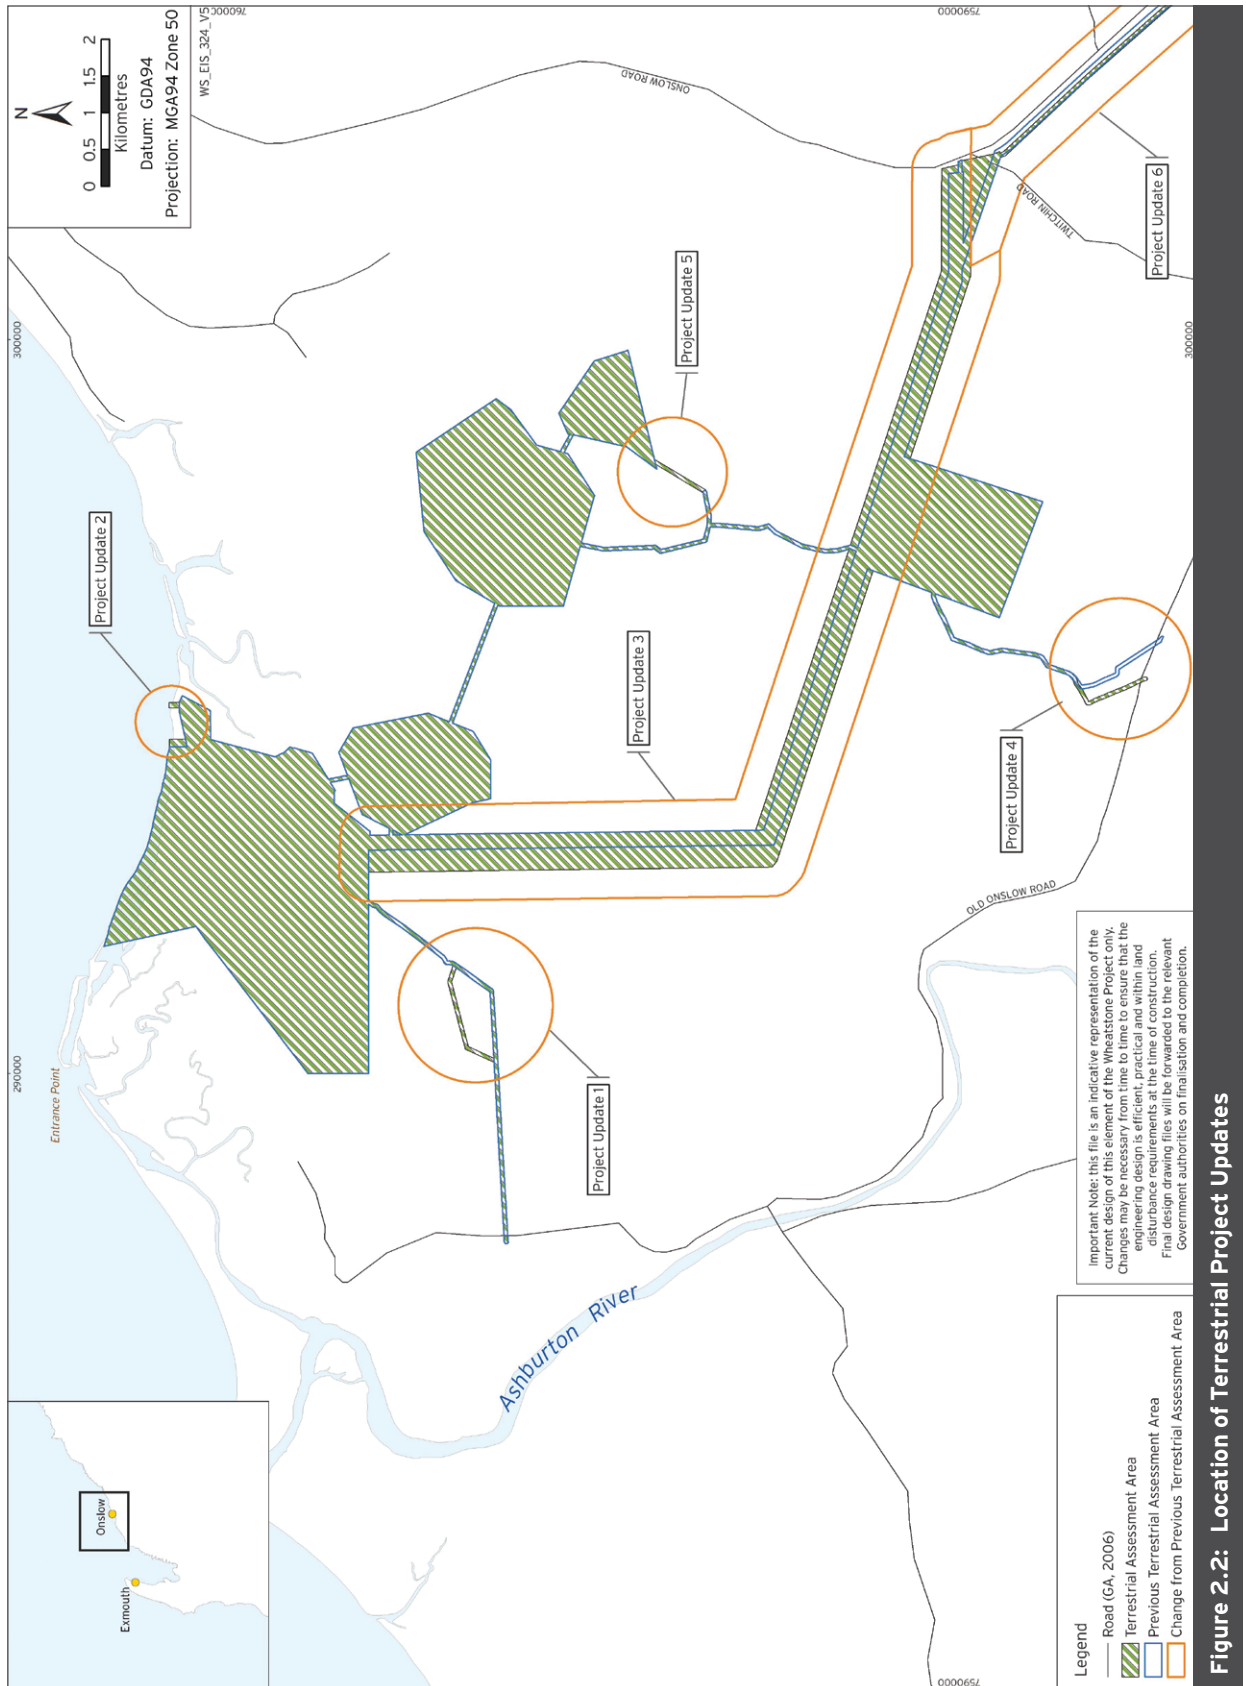 N
0 0.5 1 1.5 2
Kilometres
Datum: GDA94
Projection: MGA94 Zone 50
WS_EIS_324_V5
290000
300000
7600000
Entrance Point
Project Update 2
Project Update 5
ONSLOW ROAD
Project Update 3
Project Update 1
Ashburton River
Project Update 4
Project Update 6
TWITCHIN ROAD
OLD ONSLOW ROAD
7590000
7590000
300000
Exmouth
Onslow
Legend
Road (GA, 2006)
Terrestrial Assessment Area
Previous Terrestrial Assessment Area
Change from Previous Terrestrial Assessment Area
Important Note: this file is an indicative representation of the
current design of this element of the Wheatstone Project only.
Changes may be necessary from time to time to ensure that the
engineering design is efficient, practical and within land
disturbance requirements at the time of construction.
Final design drawing files will be forwarded to the relevant
Government authorities on finalisation and completion.
Figure 2.2: Location of Terrestrial Project Updates